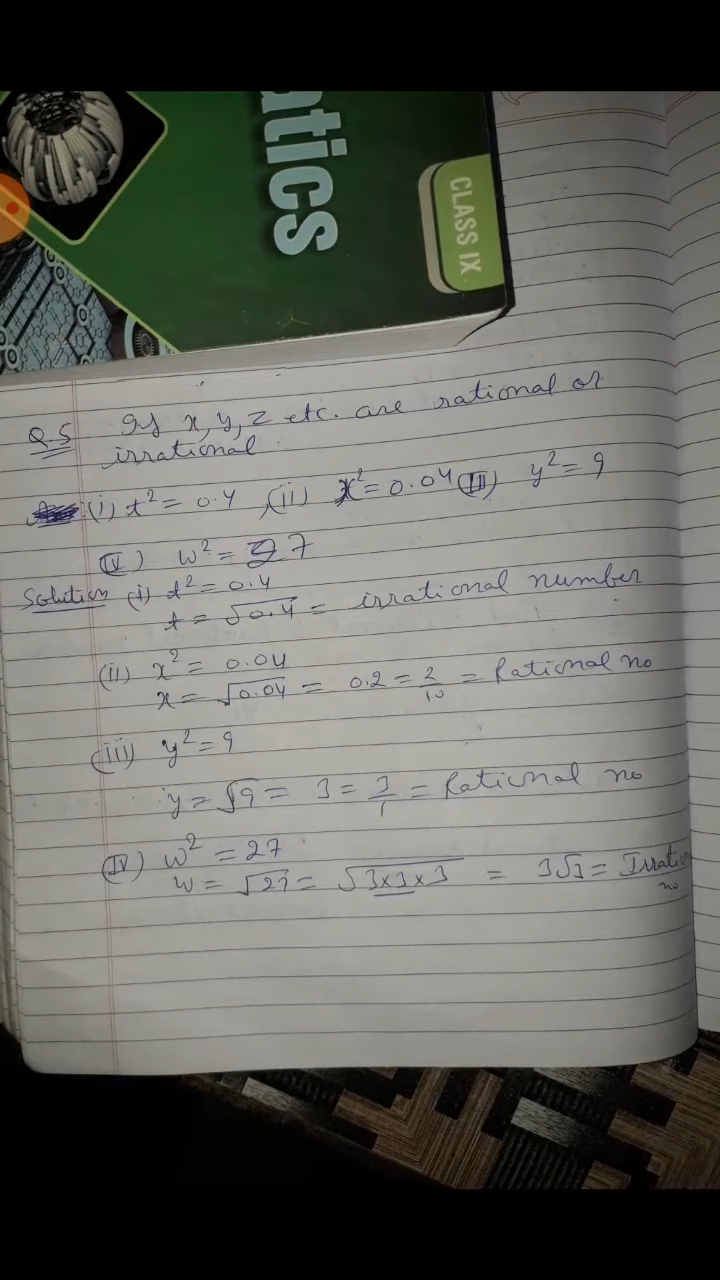 atics
CLASS IX
Q.5 If x, y, z etc. are rational or
irrational
(i) t² = 0.4, (ii) x² = 0.04 (III) y² = 9
(IV) w² = 27
Solution (i) t² = 0.4
t = √0.4 = irrational number
(ii) x² = 0.04
x = √0.04 = 0.2 = 2/10 = Rational no
(iii) y² = 9
y = √9 = 3 = 3/1 = Rational no
(IV) w² = 27
w = √27 = √3×3×3 = 3√3 = Irratio
no